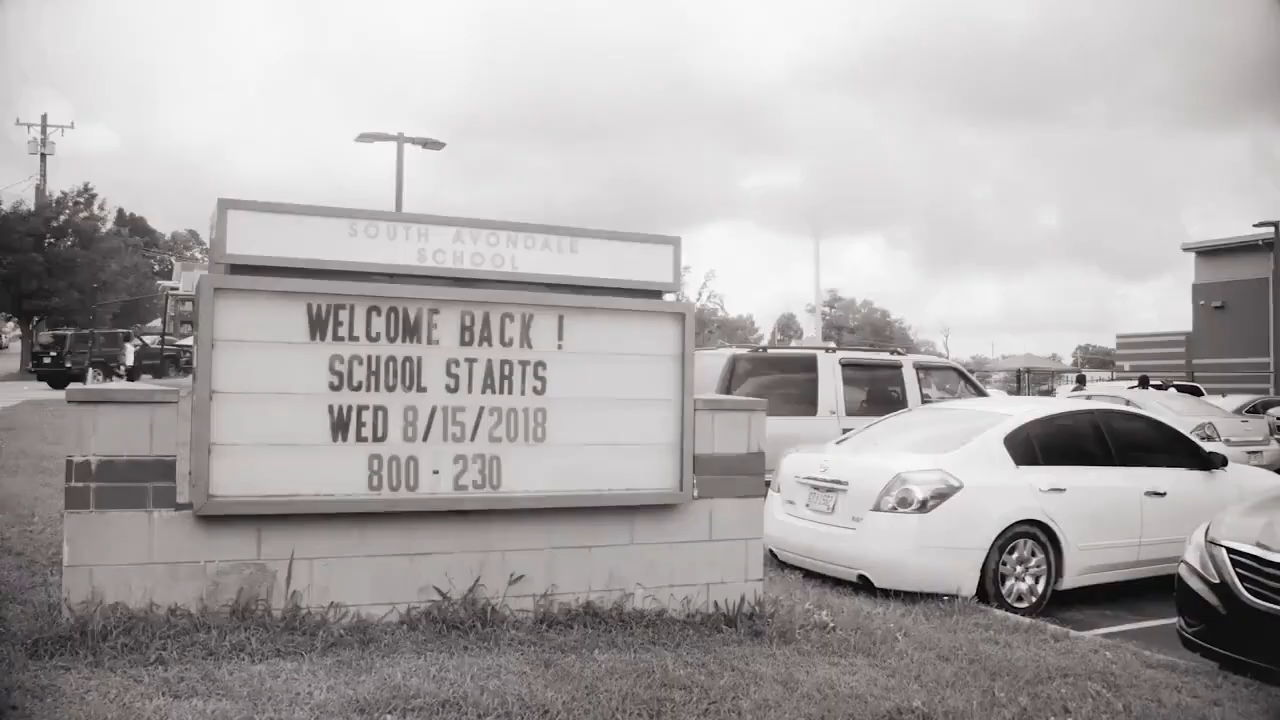 SOUTH AVONDALE
SCHOOL
WELCOME BACK !
SCHOOL STARTS
WED 8/15/2018
800 - 230